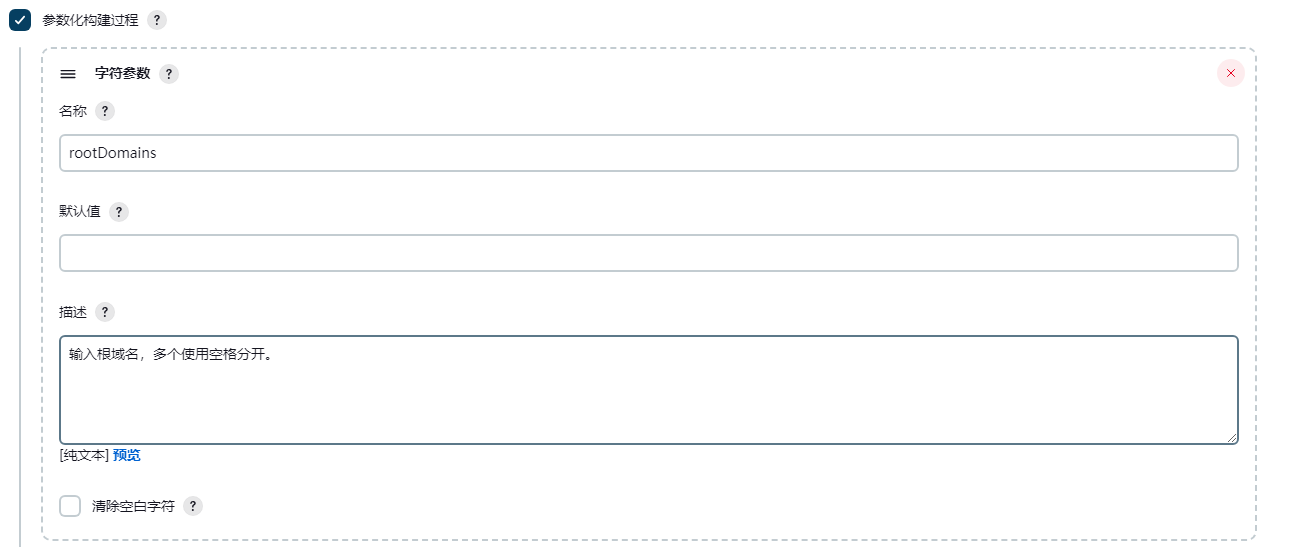 参数化构建过程 ?
字符参数 ?
名称 ?
rootDomains
默认值 ?
描述 ?
输入根域名，多个使用空格分开。
[纯文本] 预览
清除空白字符 ?